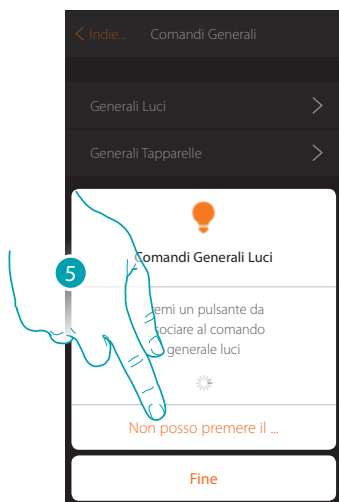 < Indie... Comandi Generali
Generali Luci >
Generali Tapparelle >
Comandi Generali Luci
5
emi un pulsante da
sociare al comando
generale luci
Non posso premere il ...
Fine